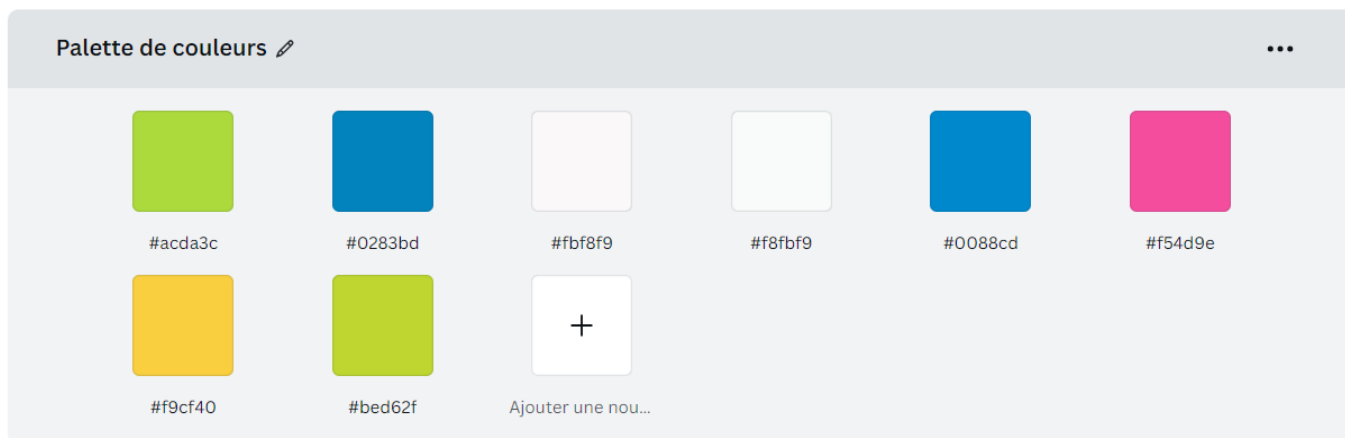 Palette de couleurs
#acda3c #0283bd #fbf8f9 #f8fbf9 #0088cd #f54d9e
#f9cf40 #bed62f Ajouter une nou...